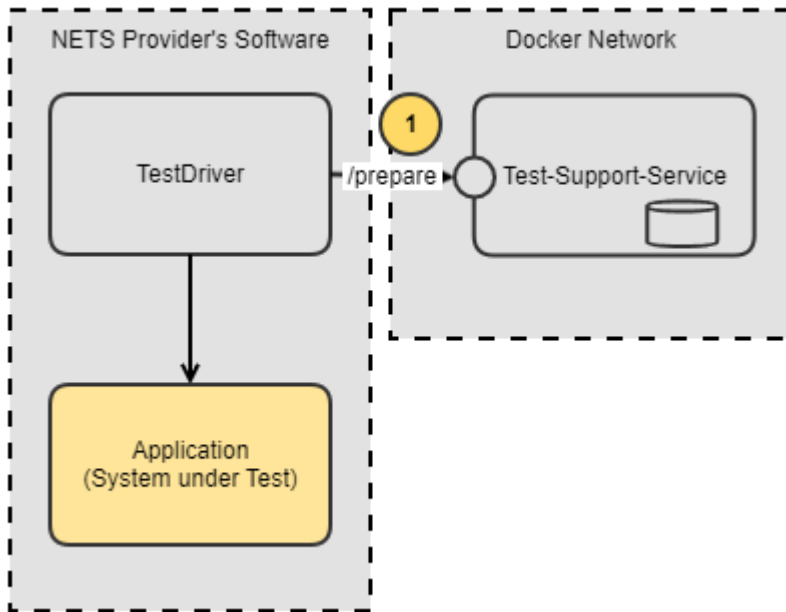 NETS Provider's Software
Docker Network
1
TestDriver
/prepare
Test-Support-Service
Application
(System under Test)